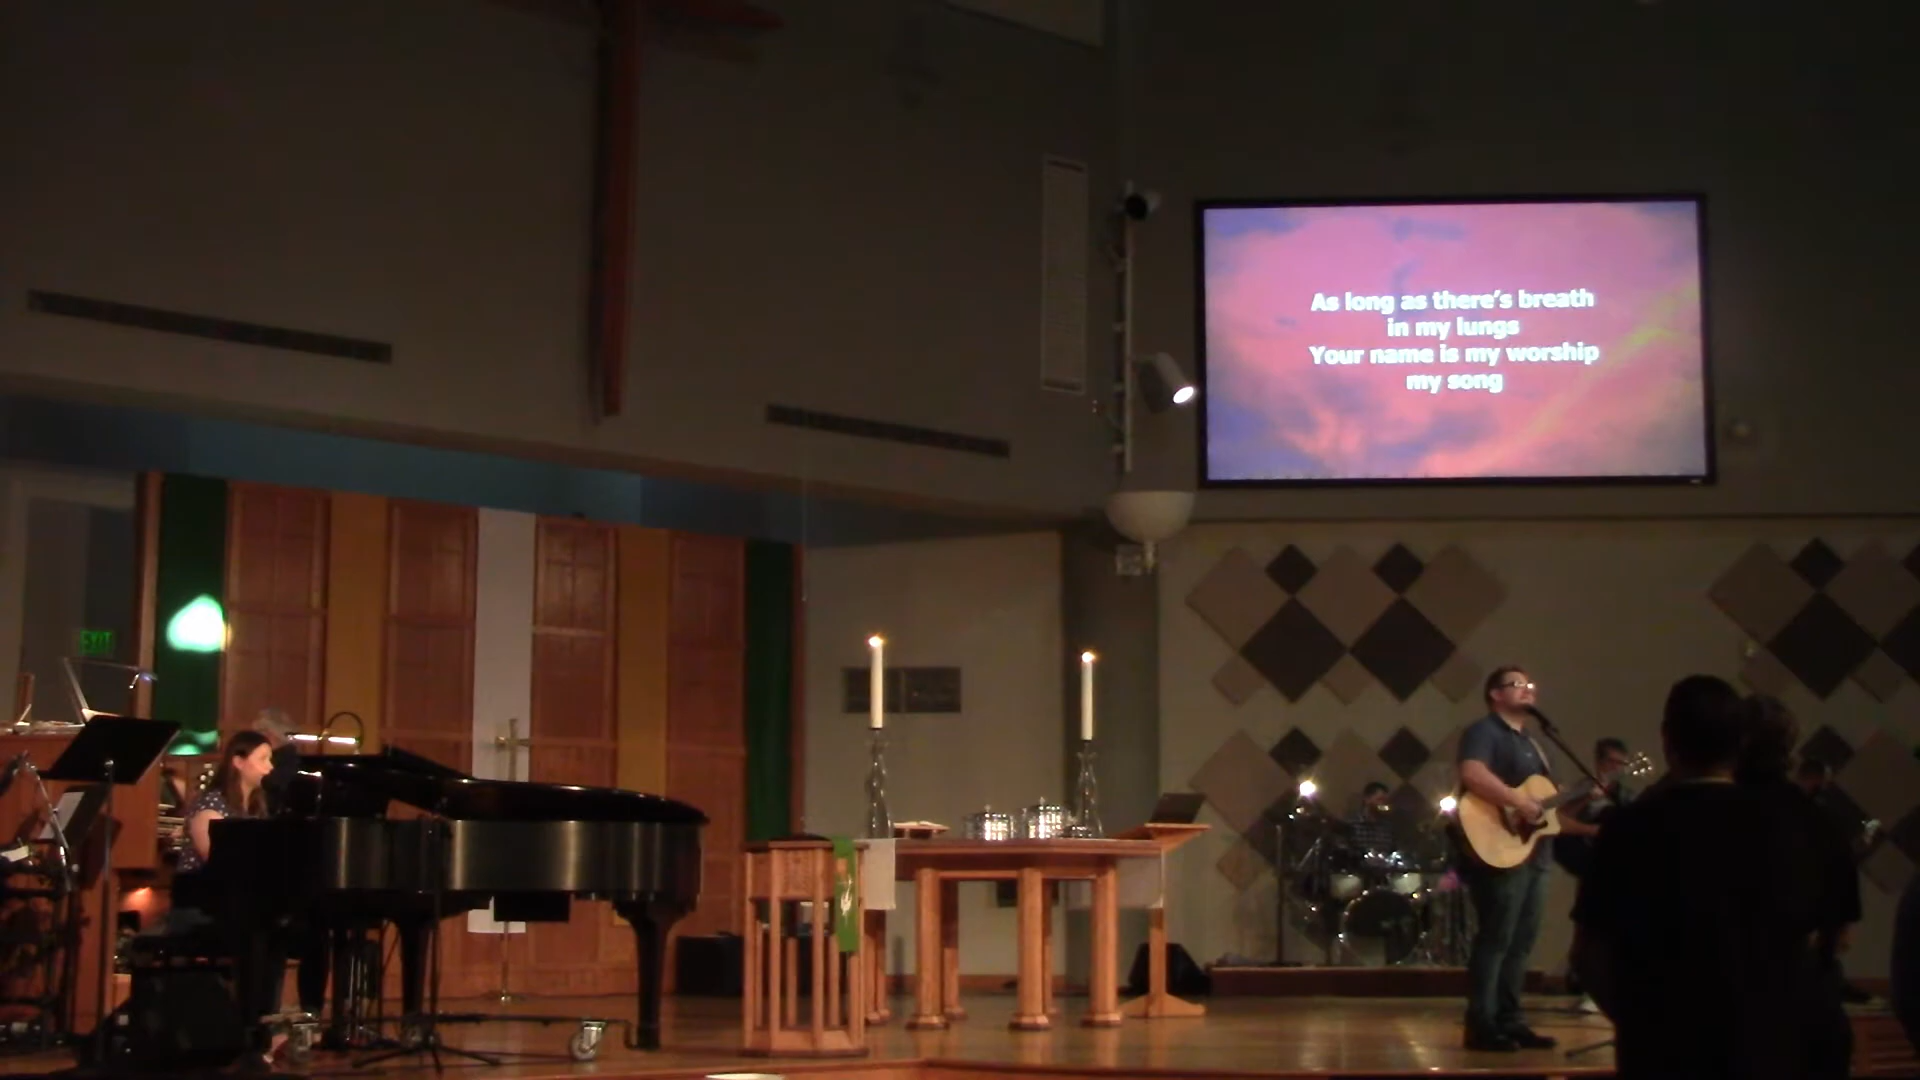 As long as there's breath
in my lungs
Your name is my worship
my song
EXIT